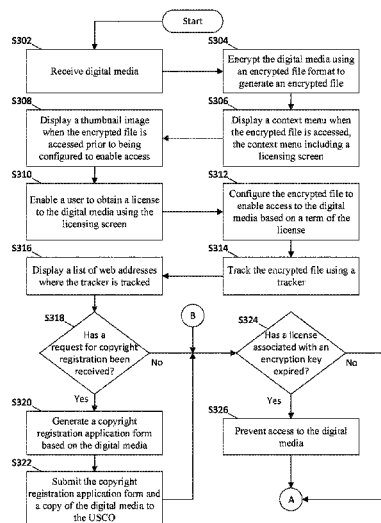 Start
S302
Receive digital media
S304
Encrypt the digital media using
an encrypted file format to
generate an encrypted file
S308
Display a thumbnail image
when the encrypted file is
accessed prior to being
configured to enable access
S306
Display a context menu when
the encrypted file is accessed,
the context menu including a
licensing screen
S310
Enable a user to obtain a license
to the digital media using the
licensing screen
S312
Configure the encrypted file to
enable access to the digital
media based on a term of the
license
S316
Display a list of web addresses
where the tracker is tracked
S314
Track the encrypted file using a
tracker
S318
Has a
request for copyright
registration been
received?
No
Yes
B
S324
Has a license
associated with an
encryption key
expired?
No
Yes
S320
Generate a copyright
registration application form
based on the digital media
S326
Prevent access to the digital
media
S322
Submit the copyright
registration application form and
a copy of the digital media to
the USCO
A